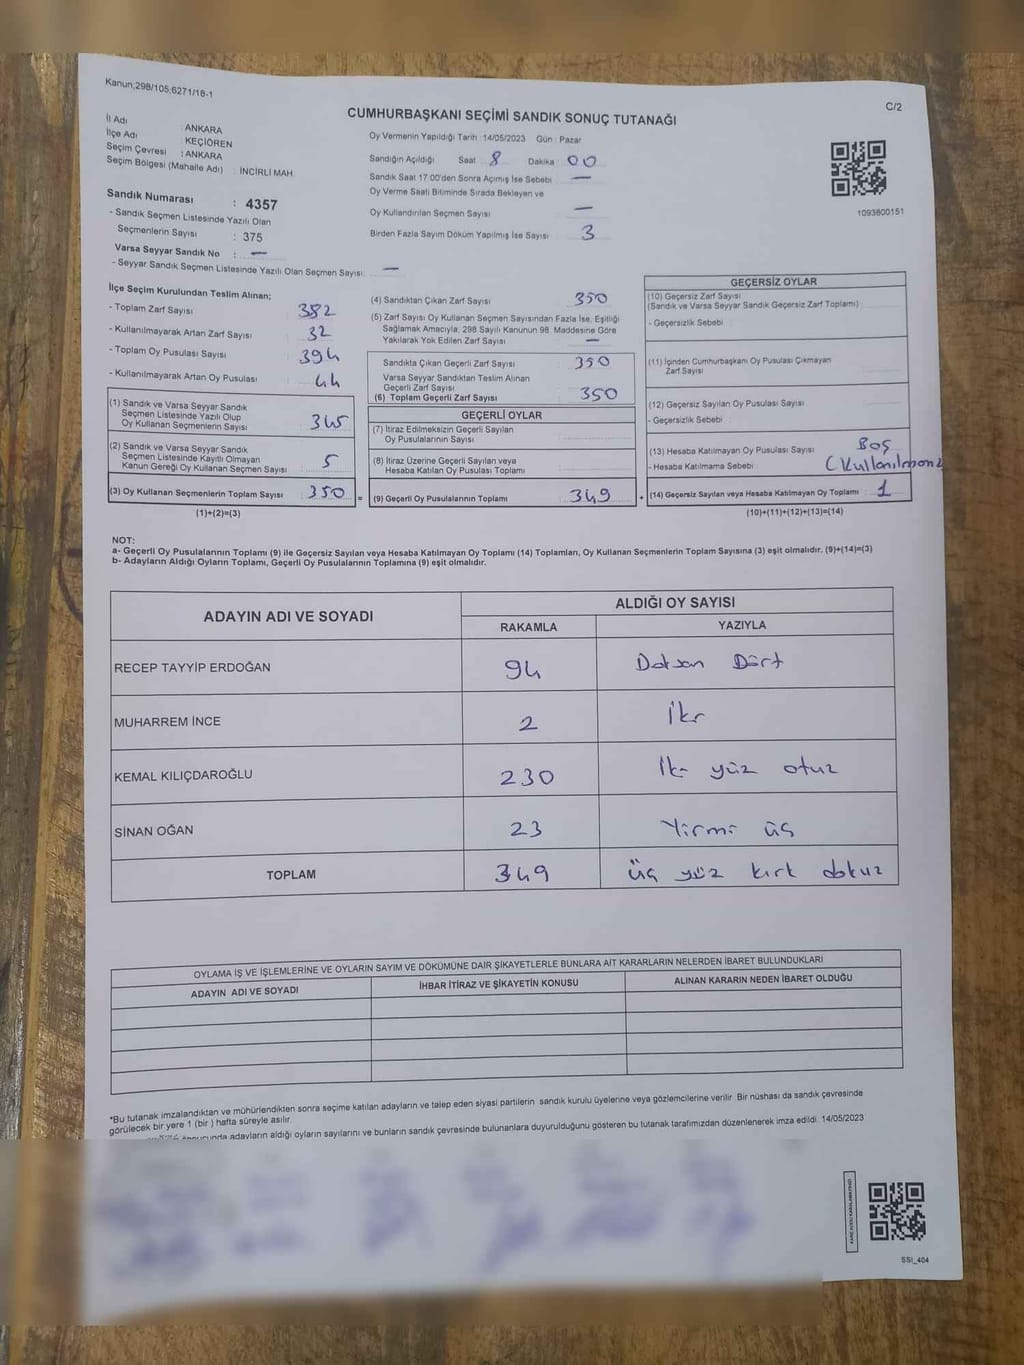 Kanun;298/105,6271/18-1
C/2
CUMHURBAŞKANI SEÇİMİ SANDIK SONUÇ TUTANAĞI
İl Adı : ANKARA
İlçe Adı : KEÇİÖREN
Seçim Çevresi : ANKARA
Seçim Bölgesi (Mahalle Adı) : İNCİRLİ MAH.
Sandık Numarası : 4357
- Sandık Seçmen Listesinde Yazılı Olan
Seçmenlerin Sayısı : 375
Varsa Seyyar Sandık No : —
- Seyyar Sandık Seçmen Listesinde Yazılı Olan Seçmen Sayısı: —
Oy Vermenin Yapıldığı Tarih :14/05/2023 Gün : Pazar
Sandığın Açıldığı Saat 8 Dakika 00
Sandık Saat 17:00'den Sonra Açımış İse Sebebi —
Oy Verme Saati Bitiminde Sırada Bekleyen ve
Oy Kullandırılan Seçmen Sayısı —
Birden Fazla Sayım Döküm Yapılmış İse Sayısı 3
1093800151
İlçe Seçim Kurulundan Teslim Alınan;
- Toplam Zarf Sayısı 382
- Kullanılmayarak Artan Zarf Sayısı 32
- Toplam Oy Pusulası Sayısı 394
- Kullanılmayarak Artan Oy Pusulası 44
(1) Sandık ve Varsa Seyyar Sandık
Seçmen Listesinde Yazılı Olup
Oy Kullanan Seçmenlerin Sayısı 345
(2) Sandık ve Varsa Seyyar Sandık
Seçmen Listesinde Kayıtlı Olmayan
Kanun Gereği Oy Kullanan Seçmen Sayısı 5
(3) Oy Kullanan Seçmenlerin Toplam Sayısı 350 =
(1)+(2)=(3)
(4) Sandıktan Çıkan Zarf Sayısı 350
(5) Zarf Sayısı Oy Kullanan Seçmen Sayısından Fazla İse, Eşitliği
Sağlamak Amacıyla, 298 Sayılı Kanunun 98. Maddesine Göre
Yakılarak Yok Edilen Zarf Sayısı —
Sandıkta Çıkan Geçerli Zarf Sayısı 350
Varsa Seyyar Sandıktan Teslim Alınan
Geçerli Zarf Sayısı
(6) Toplam Geçerli Zarf Sayısı 350
GEÇERLİ OYLAR
(7) İtiraz Edilmeksizin Geçerli Sayılan
Oy Pusulalarının Sayısı
(8) İtiraz Üzerine Geçerli Sayılan veya
Hesaba Katılan Oy Pusulası Toplamı
(9) Geçerli Oy Pusulalarının Toplamı 349 +
GEÇERSİZ OYLAR
(10) Geçersiz Zarf Sayısı
(Sandık ve Varsa Seyyar Sandık Geçersiz Zarf Toplamı)
- Geçersizlik Sebebi :
(11) İçinden Cumhurbaşkanı Oy Pusulası Çıkmayan
Zarf Sayısı
(12) Geçersiz Sayılan Oy Pusulası Sayısı
- Geçersizlik Sebebi :
(13) Hesaba Katılmayan Oy Pusulası Sayısı Boş
- Hesaba Katılmama Sebebi : (Kullanılmamız
(14) Geçersiz Sayılan veya Hesaba Katılmayan Oy Toplamı : 1
(10)+(11)+(12)+(13)=(14)
NOT:
a- Geçerli Oy Pusulalarının Toplamı (9) ile Geçersiz Sayılan veya Hesaba Katılmayan Oy Toplamı (14) Toplamları, Oy Kullanan Seçmenlerin Toplam Sayısına (3) eşit olmalıdır. (9)+(14)=(3)
b- Adayların Aldığı Oyların Toplamı, Geçerli Oy Pusulalarının Toplamına (9) eşit olmalıdır.
ADAYIN ADI VE SOYADI
ALDIĞI OY SAYISI
RAKAMLA YAZIYLA
RECEP TAYYİP ERDOĞAN 94 Doksan Dört
MUHARREM İNCE 2 İki
KEMAL KILIÇDAROĞLU 230 İki yüz otuz
SİNAN OĞAN 23 Yirmi üç
TOPLAM 349 üç yüz kırk dokuz
OYLAMA İŞ VE İŞLEMLERİNE VE OYLARIN SAYIM VE DÖKÜMÜNE DAİR ŞİKAYETLERLE BUNLARA AİT KARARLARIN NELERDEN İBARET BULUNDUKLARI
ADAYIN ADI VE SOYADI İHBAR İTİRAZ VE ŞİKAYETİN KONUSU ALINAN KARARIN NEDEN İBARET OLDUĞU
*Bu tutanak imzalandıktan ve mühürlendikten sonra seçime katılan adayların ve talep eden siyasi partilerin sandık kurulu üyelerine veya gözlemcilerine verilir. Bir nüshası da sandık çevresinde
görülecek bir yere 1 (bir ) hafta süreyle asılır.
adayların aldığı oyların sayılarını ve bunların sandık çevresinde bulunanlara duyurulduğunu gösteren bu tutanak tarafımızdan düzenlenerek imza edildi. 14/05/2023
SSI_404